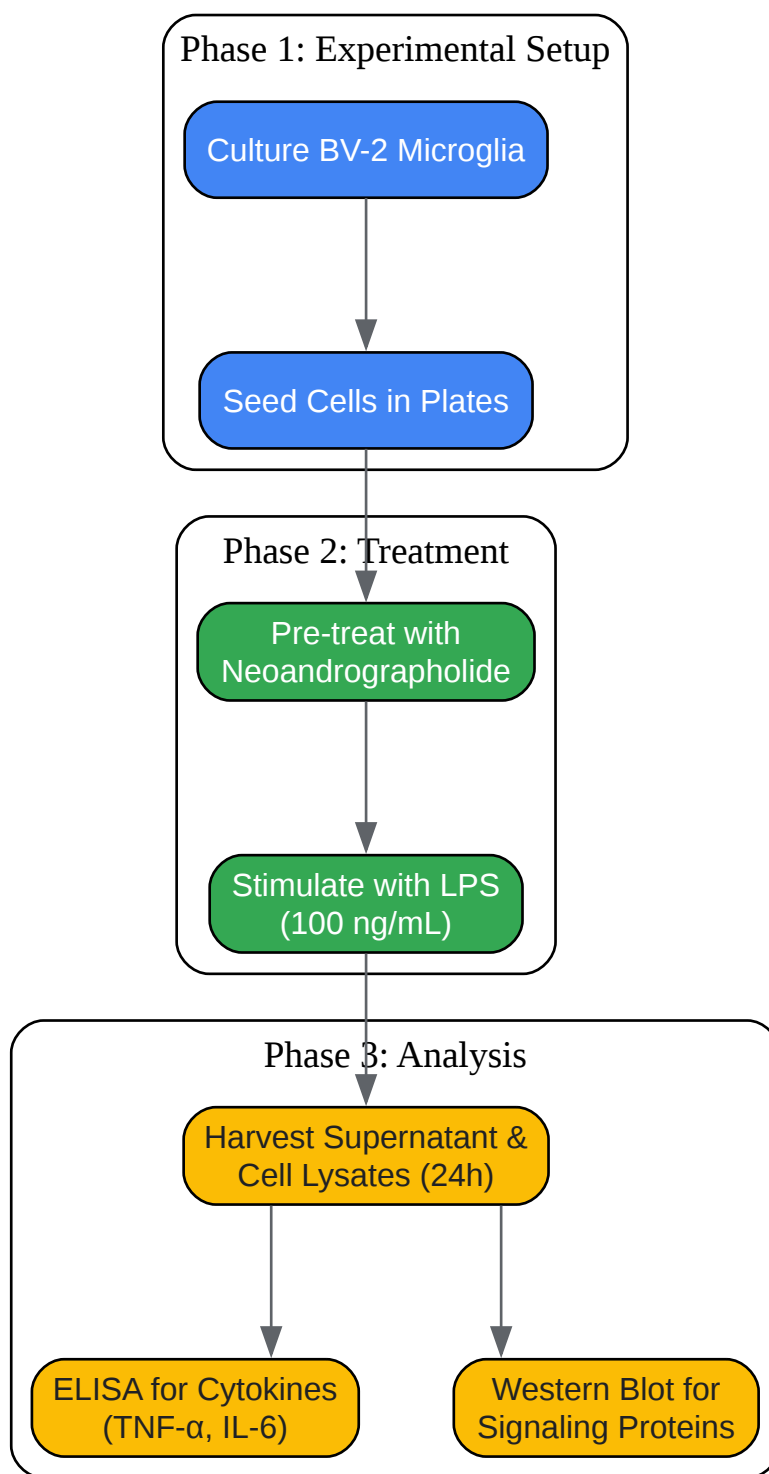 Phase 1: Experimental Setup
Culture BV-2 Microglia
Seed Cells in Plates
Phase 2: Treatment
Pre-treat with
Neoandrographolide
Stimulate with LPS
(100 ng/mL)
Phase 3: Analysis
Harvest Supernatant &
Cell Lysates (24h)
ELISA for Cytokines
(TNF-α, IL-6)
Western Blot for
Signaling Proteins